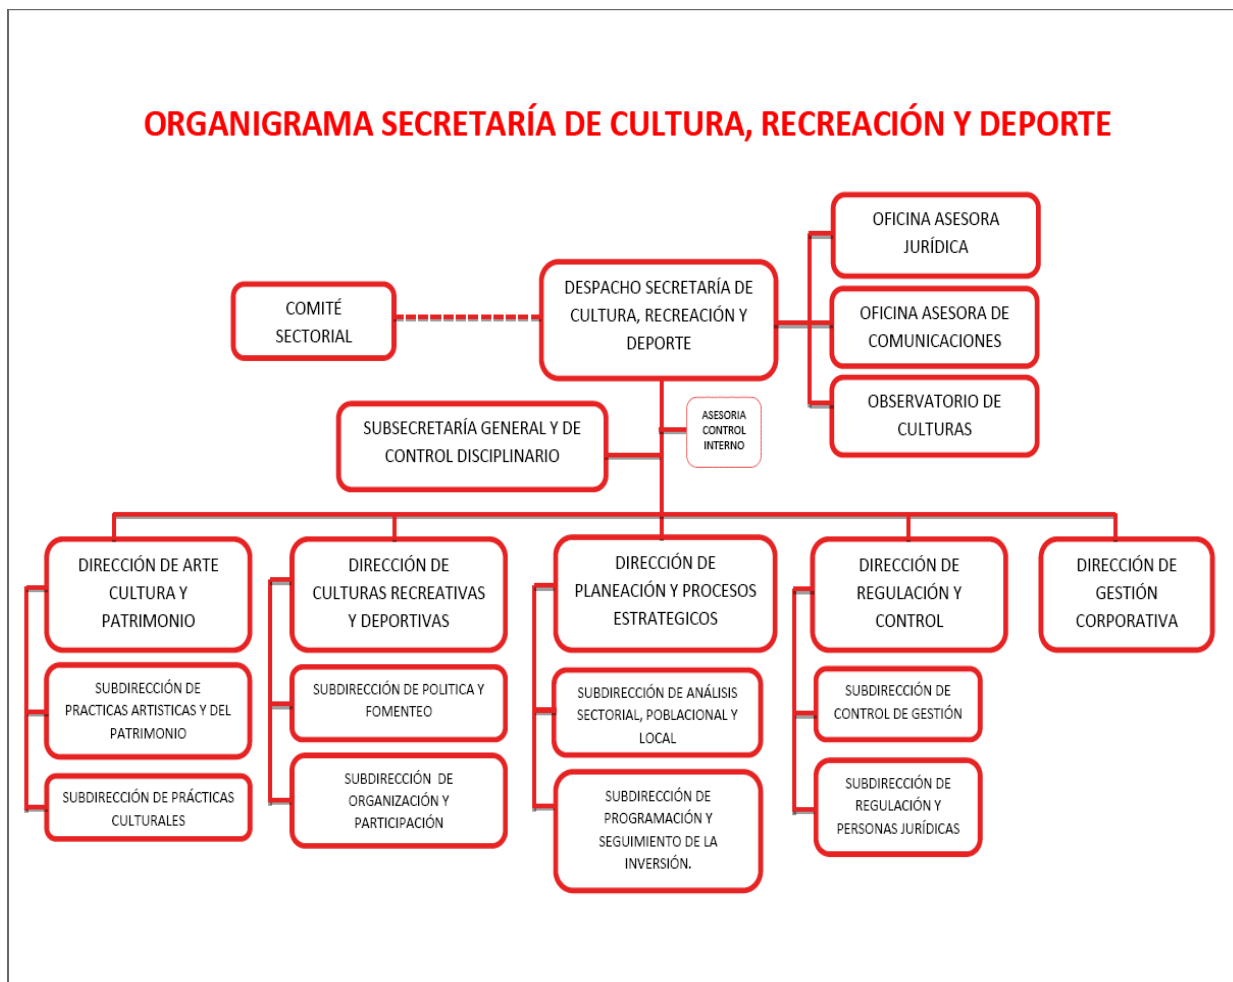 ORGANIGRAMA SECRETARÍA DE CULTURA, RECREACIÓN Y DEPORTE
OFICINA ASESORA
JURÍDICA
DESPACHO SECRETARÍA DE
CULTURA, RECREACIÓN Y
DEPORTE
COMITÉ
SECTORIAL
OFICINA ASESORA DE
COMUNICACIONES
OBSERVATORIO DE
CULTURAS
ASESORIA
CONTROL
INTERNO
SUBSECRETARÍA GENERAL Y DE
CONTROL DISCIPLINARIO
DIRECCIÓN DE ARTE
CULTURA Y
PATRIMONIO
DIRECCIÓN DE
CULTURAS RECREATIVAS
Y DEPORTIVAS
DIRECCIÓN DE
PLANEACIÓN Y PROCESOS
ESTRATEGICOS
DIRECCIÓN DE
REGULACIÓN Y
CONTROL
DIRECCIÓN DE
GESTIÓN
CORPORATIVA
SUBDIRECCIÓN DE
PRACTICAS ARTISTICAS Y DEL
PATRIMONIO
SUBDIRECCIÓN DE POLITICA Y
FOMENTEO
SUBDIRECCIÓN DE ANÁLISIS
SECTORIAL, POBLACIONAL Y
LOCAL
SUBDIRECCIÓN DE
CONTROL DE GESTIÓN
SUBDIRECCIÓN DE PRÁCTICAS
CULTURALES
SUBDIRECCIÓN DE
ORGANIZACIÓN Y
PARTICIPACIÓN
SUBDIRECCIÓN DE
PROGRAMACIÓN Y
SEGUIMIENTO DE LA
INVERSIÓN.
SUBDIRECCIÓN DE
REGULACIÓN Y
PERSONAS JURÍDICAS